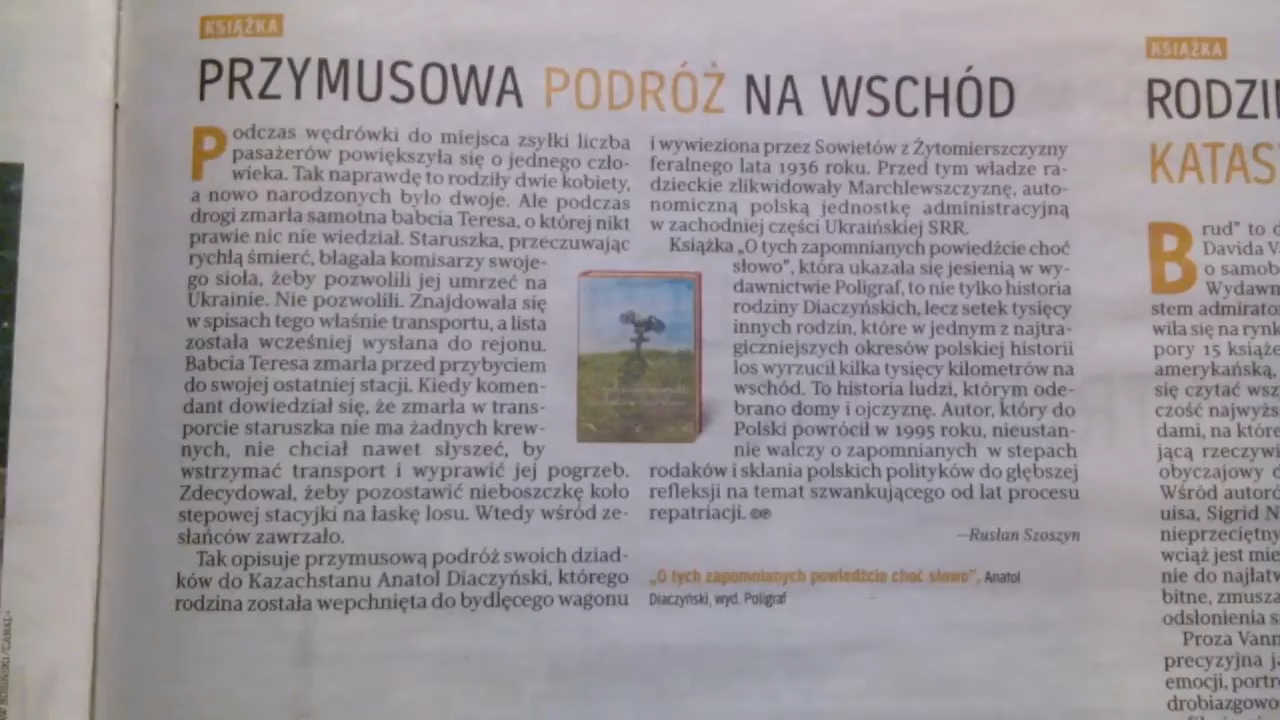 KSIĄŻKA
PRZYMUSOWA PODRÓŻ NA WSCHÓD
Podczas wędrówki do miejsca zsyłki liczba
pasażerów powiększyła się o jednego czło-
wieka. Tak naprawdę to rodziły dwie kobiety,
a nowo narodzonych było dwoje. Ale podczas
drogi zmarła samotna babcia Teresa, o której nikt
prawie nic nie wiedział. Staruszka, przeczuwając
rychłą śmierć, błagała komisarzy swoje-
go sioła, żeby pozwolili jej umrzeć na
Ukrainie. Nie pozwolili. Znajdowała się
w spisach tego właśnie transportu, a lista
została wcześniej wysłana do rejonu.
Babcia Teresa zmarła przed przybyciem
do swojej ostatniej stacji. Kiedy komen-
dant dowiedział się, że zmarła w trans-
porcie staruszka nie ma żadnych krew-
nych, nie chciał nawet słyszeć, by
wstrzymać transport i wyprawić jej pogrzeb.
Zdecydował, żeby pozostawić nieboszczkę koło
stepowej stacyjki na łaskę losu. Wtedy wśród ze-
słańców zawrzało.
Tak opisuje przymusową podróż swoich dziad-
ków do Kazachstanu Anatol Diaczyński, którego
rodzina została wepchnięta do bydlęcego wagonu
i wywieziona przez Sowietów z Żytomierszczyzny
feralnego lata 1936 roku. Przed tym władze ra-
dzieckie zlikwidowały Marchlewszczyznę, auto-
nomiczną polską jednostkę administracyjną
w zachodniej części Ukraińskiej SRR.
Książka „O tych zapomnianych powiedźcie choć
słowo”, która ukazała się jesienią w wy-
dawnictwie Poligraf, to nie tylko historia
rodziny Diaczyńskich, lecz setek tysięcy
innych rodzin, które w jednym z najtra-
giczniejszych okresów polskiej historii
los wyrzucił kilka tysięcy kilometrów na
wschód. To historia ludzi, którym ode-
brano domy i ojczyznę. Autor, który do
Polski powrócił w 1995 roku, nieustan-
nie walczy o zapomnianych w stepach
rodaków i skłania polskich polityków do głębszej
refleksji na temat szwankującego od lat procesu
repatriacji. ©℗
—Rusłan Szoszyn
„O tych zapomnianych powiedźcie choć słowo”, Anatol
Diaczyński, wyd. Poligraf
KSIĄŻKA
RODZI
KATAS
Brud” to
Davida V
o samob
Wydawn
stem admirato
wiła się na rynk
pory 15 książe
amerykańską,
się czytać wsz
czość najwyżs
dami, na które
jącą rzeczywi
obyczajowy
Wśród autoró
uisa, Sigrid N
nieprzeciętny
wciąż jest mie
nie do najłatw
bitne, zmusza
odsłonienia s
Proza Vann
precyzyjna ja
emocji, portre
drobiazgowo